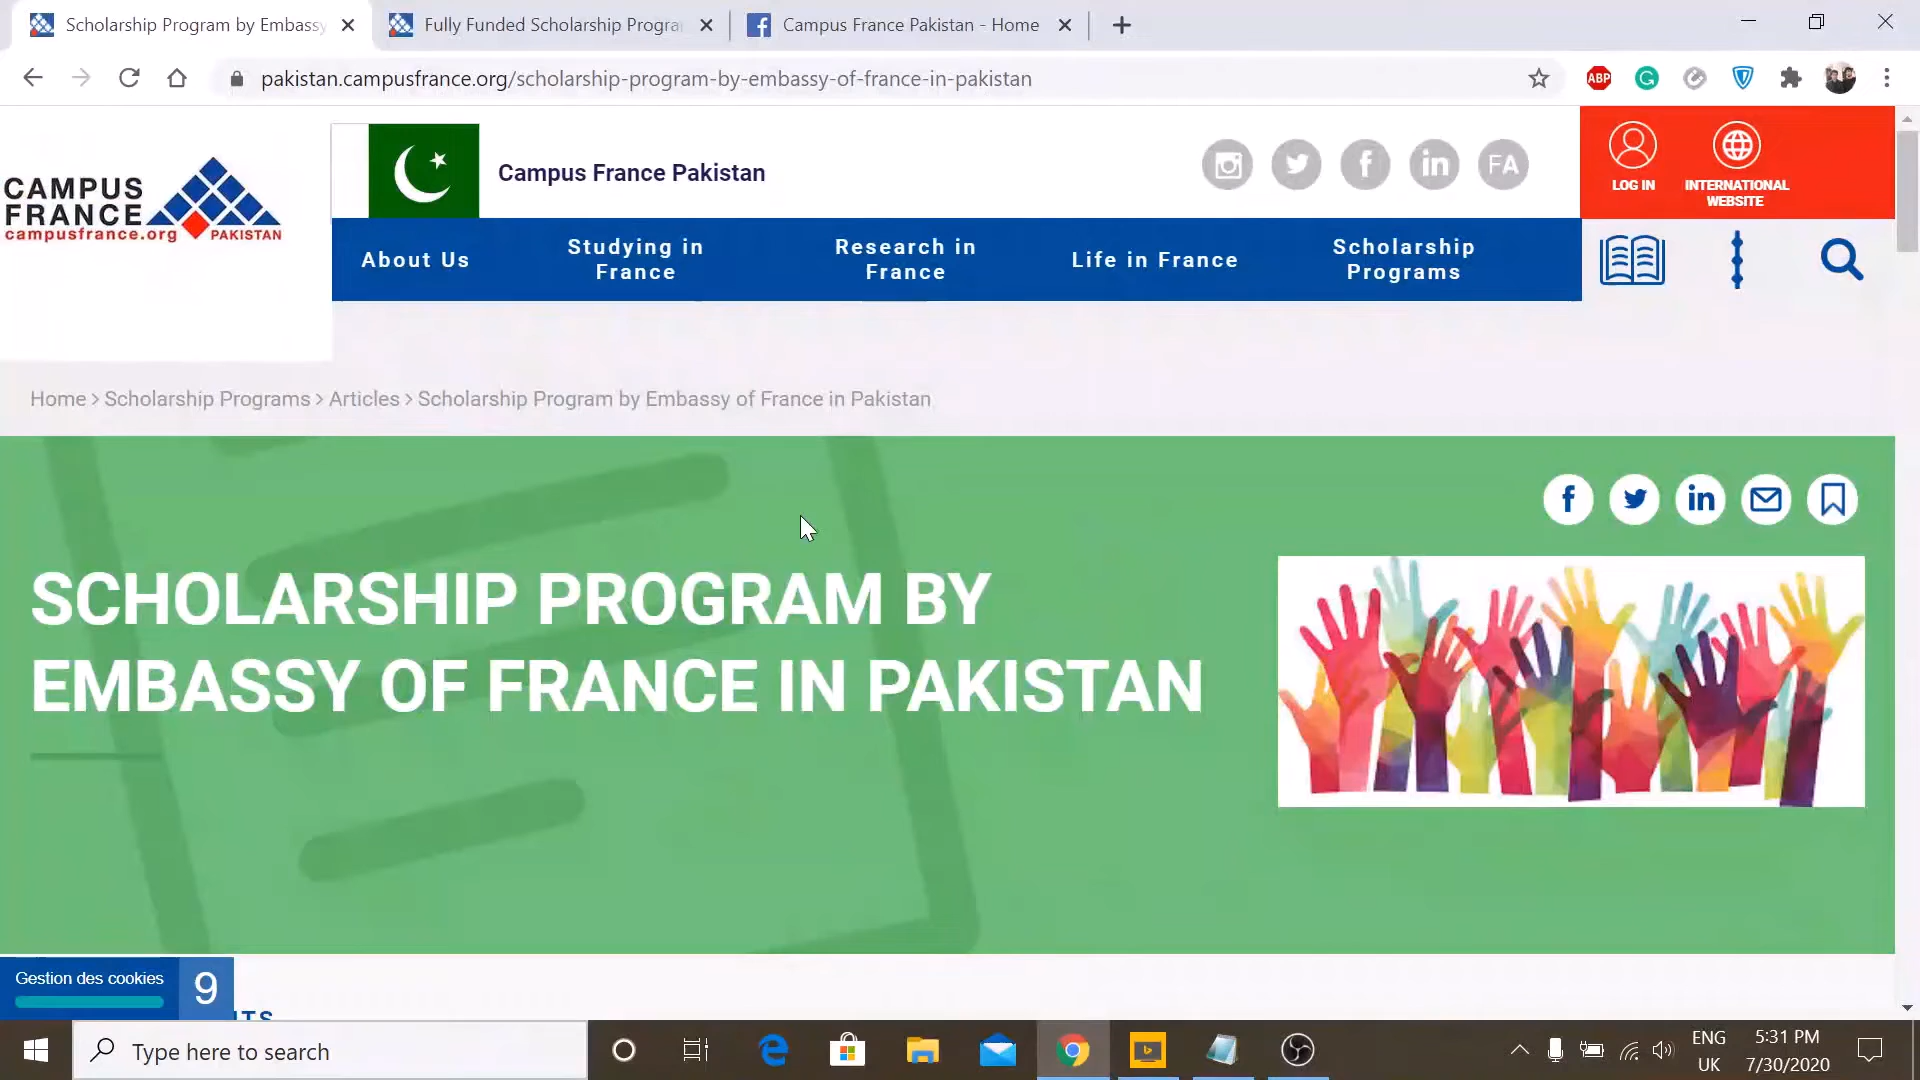 Scholarship Program by Embassy
Fully Funded Scholarship Progra
Campus France Pakistan - Home
pakistan.campusfrance.org/scholarship-program-by-embassy-of-france-in-pakistan
ABP
CAMPUS
FRANCE
campusfrance.org PAKISTAN
Campus France Pakistan
FA
LOG IN
INTERNATIONAL
WEBSITE
About Us
Studying in
France
Research in
France
Life in France
Scholarship
Programs
Home > Scholarship Programs > Articles > Scholarship Program by Embassy of France in Pakistan
SCHOLARSHIP PROGRAM BY
EMBASSY OF FRANCE IN PAKISTAN
Gestion des cookies
9
Type here to search
ENG
UK
5:31 PM
7/30/2020